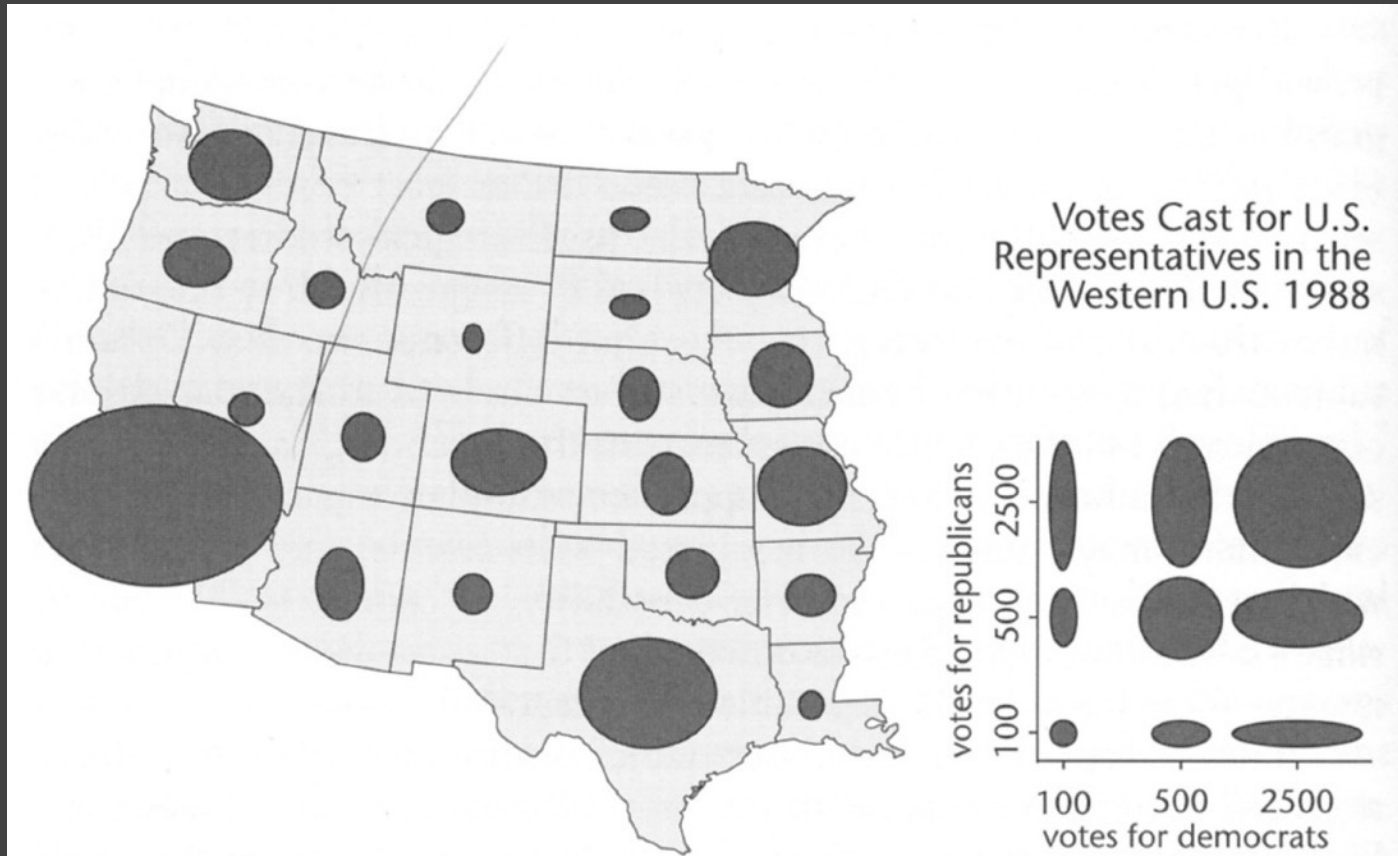 Votes Cast for U.S.
Representatives in the
Western U.S. 1988
votes for republicans
2500
500
100
100 500 2500
votes for democrats